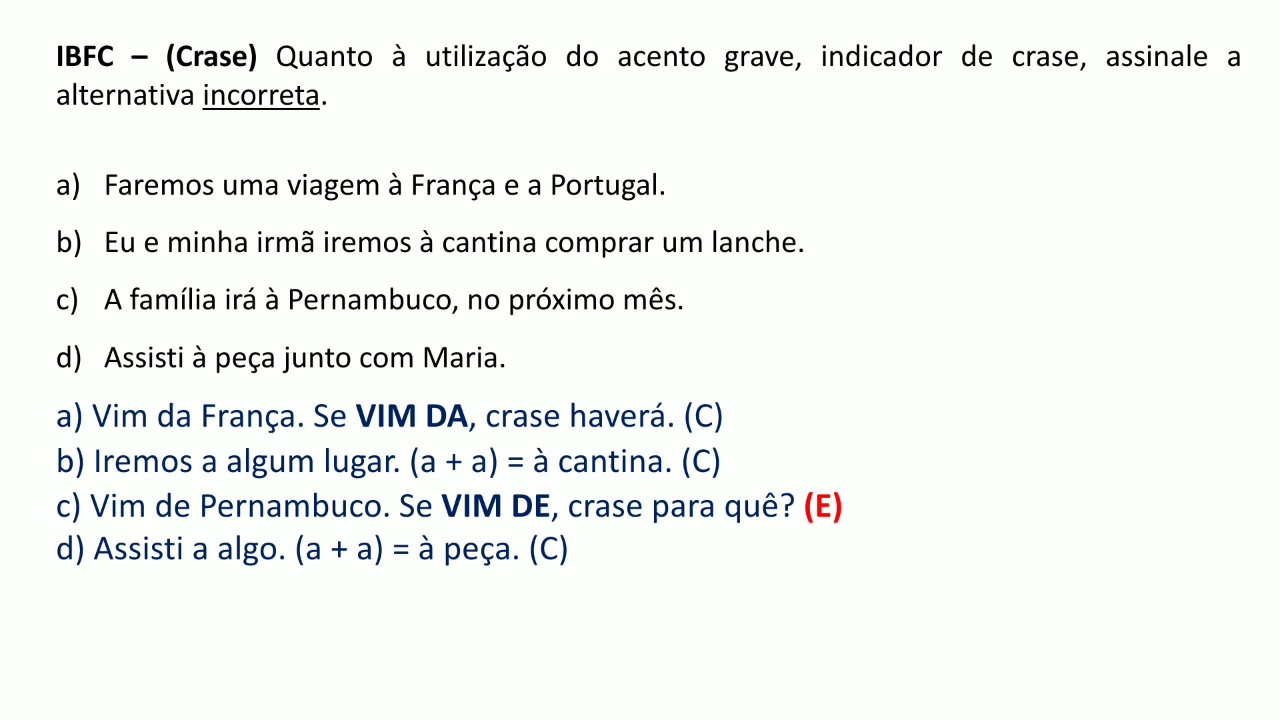 IBFC – (Crase) Quanto à utilização do acento grave, indicador de crase, assinale a
alternativa incorreta.
a) Faremos uma viagem à França e a Portugal.
b) Eu e minha irmã iremos à cantina comprar um lanche.
c) A família irá à Pernambuco, no próximo mês.
d) Assisti à peça junto com Maria.
a) Vim da França. Se VIM DA, crase haverá. (C)
b) Iremos a algum lugar. (a + a) = à cantina. (C)
c) Vim de Pernambuco. Se VIM DE, crase para quê? (E)
d) Assisti a algo. (a + a) = à peça. (C)